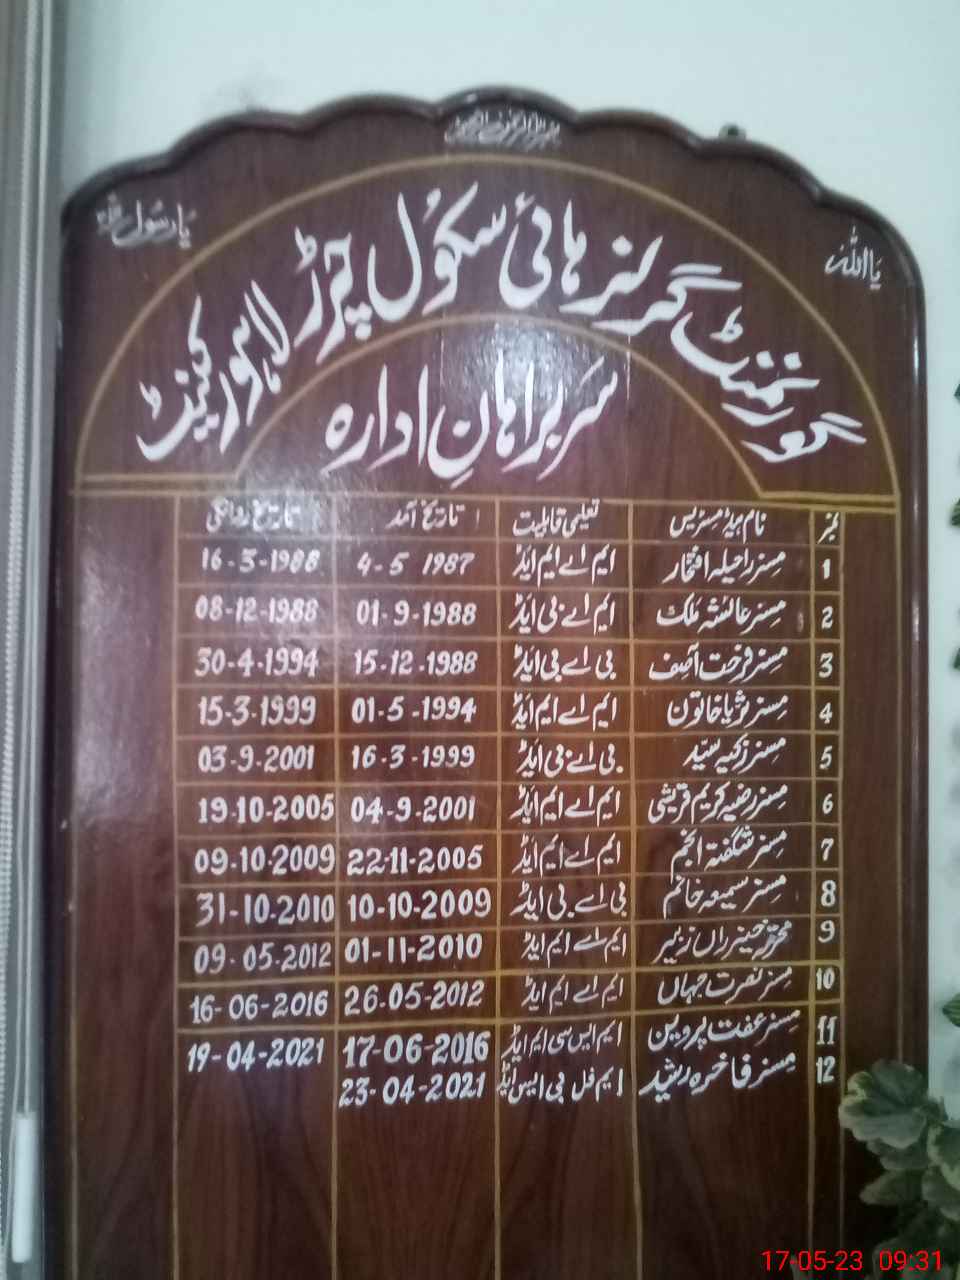 بسم اللہ الرحمن الرحیم
یا اللہ
یا رسول ﷺ
گورنمنٹ گرلز ہائی سکول چرڑ لاہور کینٹ
سربراہانِ ادارہ
نمبر نام ہیڈ مسٹریس تعلیمی قابلیت تاریخ آمد تاریخ روانگی
1 مسز راحیلہ افتخار ایم اے ایم ایڈ 4-5 1987 16-3-1988
2 مسز عائشہ ملک ایم اے بی ایڈ 01-9-1988 08-12-1988
3 مسز فرحت آصف بی اے بی ایڈ 15-12-1988 30-4-1994
4 مسز ثریا خاتون ایم اے ایم ایڈ 01-5-1994 15-3-1999
5 مسز زکیہ سیّد بی اے بی ایڈ 16-3-1999 03-9-2001
6 مسز رضیہ کریم قریشی ایم اے ایم ایڈ 04-9-2001 19-10-2005
7 مسز شگفتہ انجم ایم اے ایم ایڈ 22-11-2005 09-10-2009
8 مسز سمیعہ خانم بی اے بی ایڈ 10-10-2009 31-10-2010
9 محترمہ زبیر ایم اے ایم ایڈ 01-11-2010 09-05-2012
10 مسز نصرت جہاں ایم اے ایم ایڈ 26-05-2012 16-06-2016
11 مسز عفت پروین ایم ایس سی ایم ایڈ 17-06-2016 19-04-2021
12 مسز فاخرہ رشید ایم فل بی ایس ایڈ 23-04-2021
17-05-23 09:31